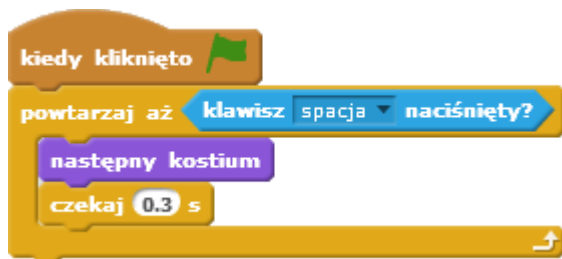 kiedy kliknięto
powtarzaj aż klawisz spacja naciśnięty?
następny kostium
czekaj 0.3 s